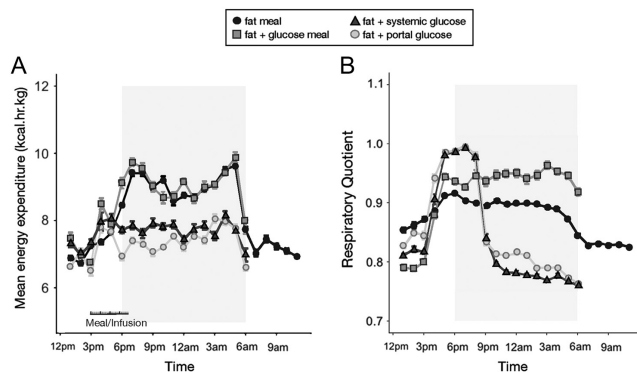 fat meal
fat + systemic glucose
fat + glucose meal
fat + portal glucose
A
B
Mean energy expenditure (kcal.hr.kg)
12
10
8
6
Meal/Infusion
12pm 3pm 6pm 9pm 12am 3am 6am 9am
Time
Respiratory Quotient
1.1
1.0
0.9
0.8
0.7
12pm 3pm 6pm 9pm 12am 3am 6am 9am
Time